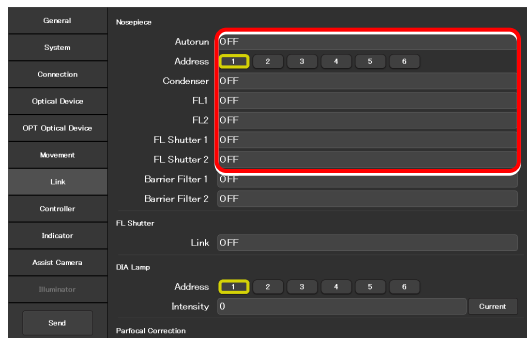 General
System
Connection
Optical Device
OPT Optical Device
Movement
Link
Controller
Indicator
Assist Camera
Illuminator
Send
Nosepiece
Autorun OFF
Address 1 2 3 4 5 6
Condenser OFF
FL1 OFF
FL2 OFF
FL Shutter 1 OFF
FL Shutter 2 OFF
Barrier Filter 1 OFF
Barrier Filter 2 OFF
FL Shutter
Link OFF
DIA Lamp
Address 1 2 3 4 5 6
Intensity 0 Current
Parfocal Correction